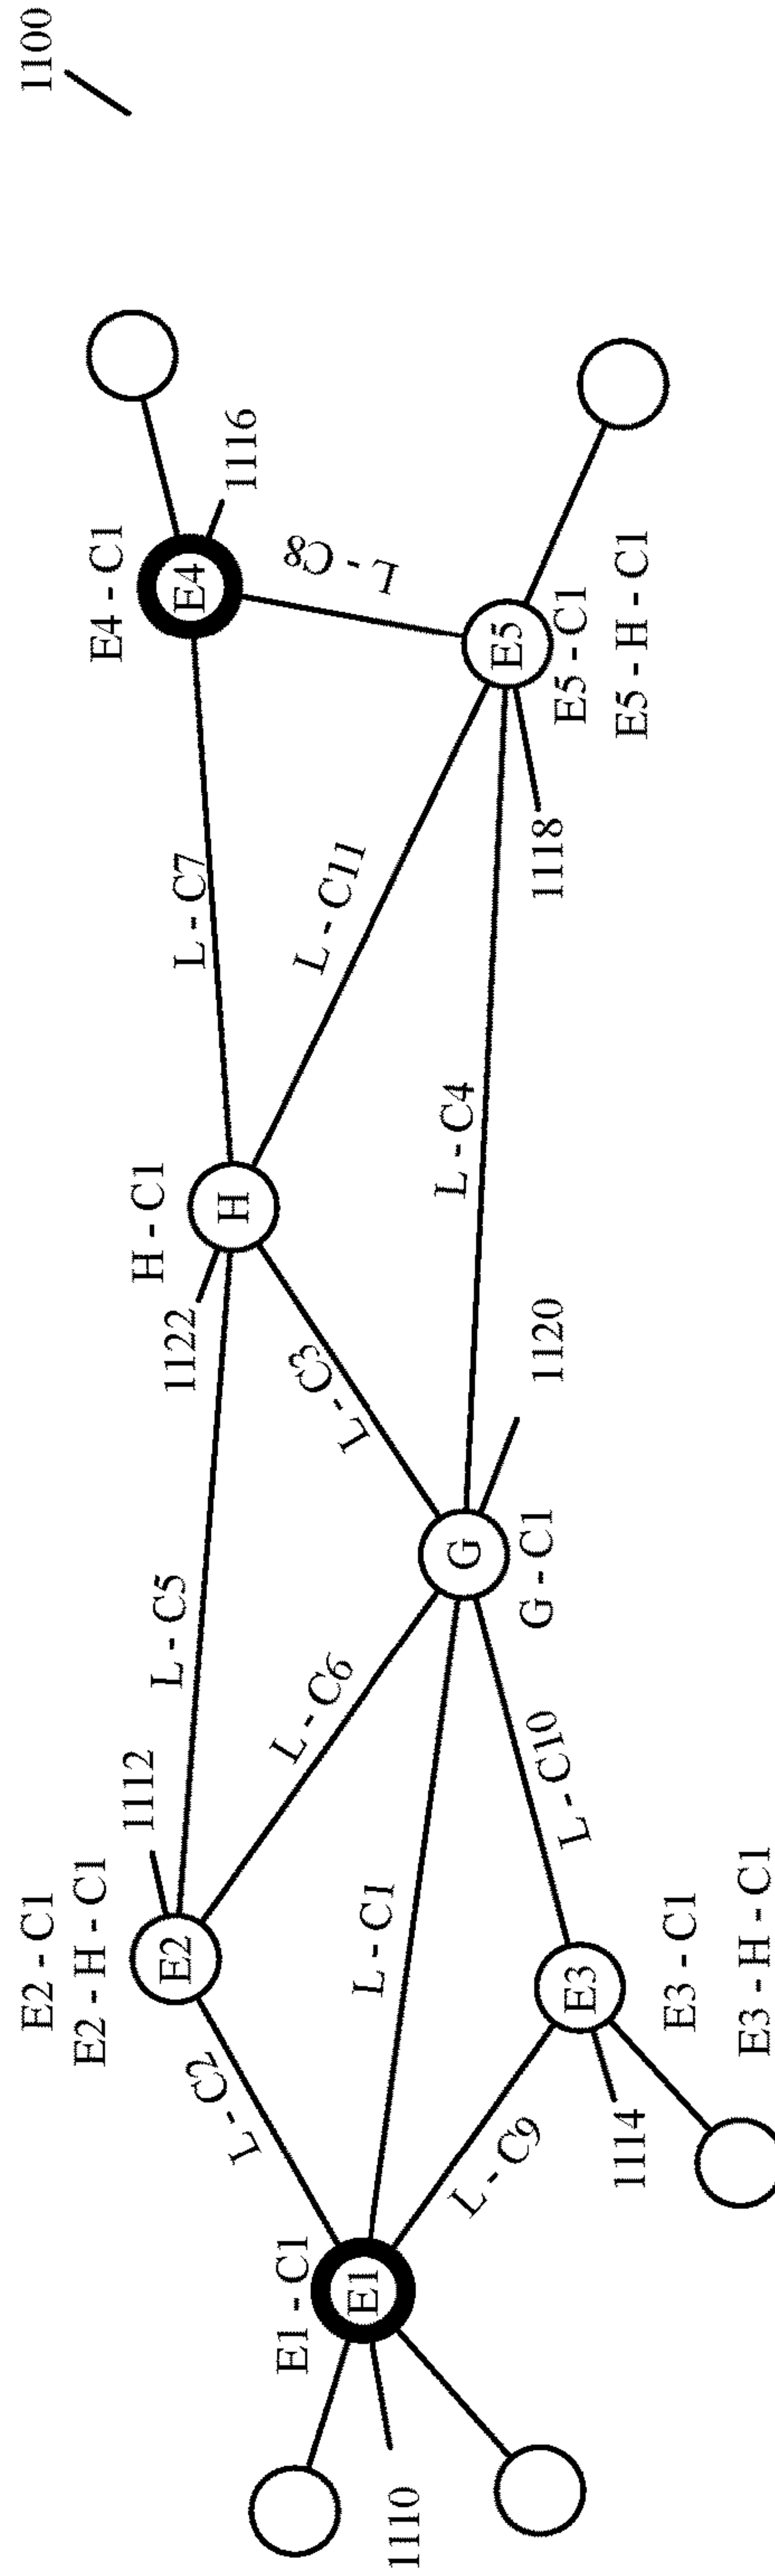 1100
E4 - C1
E4
1116
L - C8
L - C7
E5
E5 - C1
E5 - H - C1
1118
L - C11
L - C4
H - C1
H
1122
L - C3
1120
G
G - C1
L - C5
L - C6
1112
E2 - C1
E2 - H - C1
E2
L - C10
L - C1
E3
E3 - C1
E3 - H - C1
1114
L - C2
L - C9
E1 - C1
E1
1110